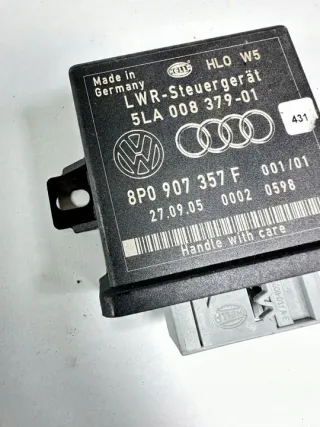 Made in
Germany
HELLA
HLO W5
LWR-Steuergerät
5LA 008 379-01
431
8P0 907 357 F 001/01
27.09.05 0002 0598
Handle with care
HELLA